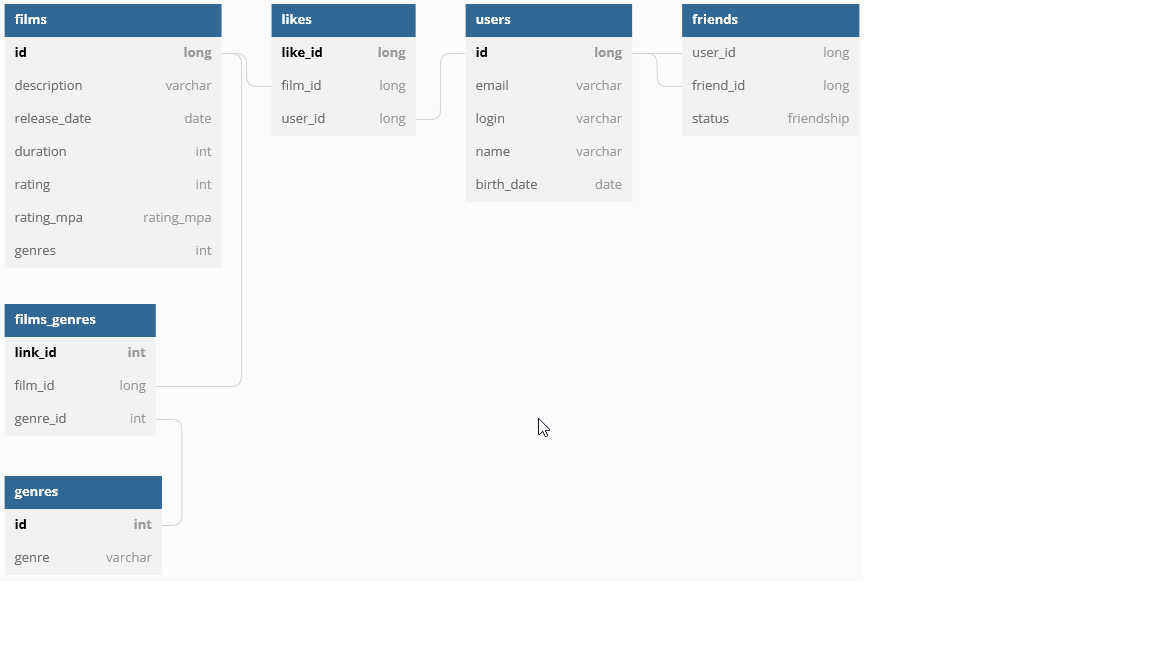 films
id long
description varchar
release_date date
duration int
rating int
rating_mpa rating_mpa
genres int
likes
like_id long
film_id long
user_id long
users
id long
email varchar
login varchar
name varchar
birth_date date
friends
user_id long
friend_id long
status friendship
films_genres
link_id int
film_id long
genre_id int
genres
id int
genre varchar